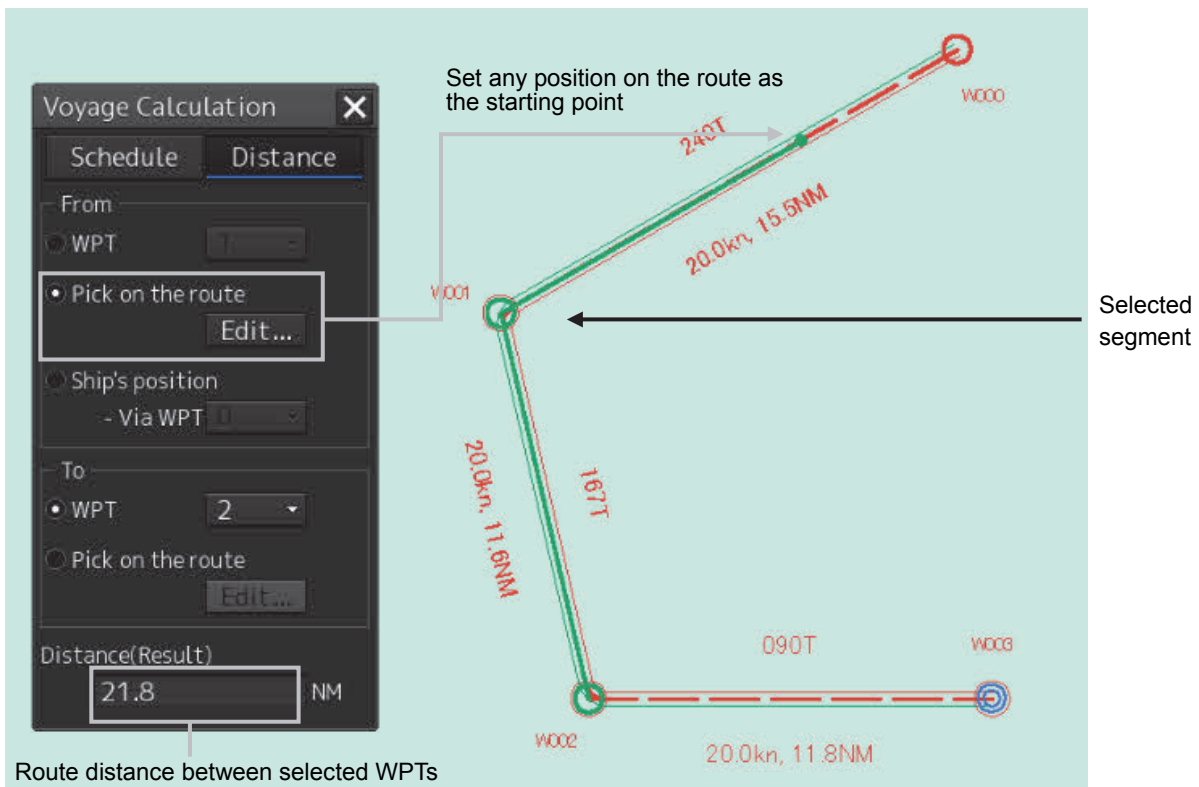 Set any position on the route as
the starting point
Voyage Calculation
Schedule Distance
From
WPT
Pick on the route
Edit...
Ship's position
- Via WPT 0
To
WPT 2
Pick on the route
Edit...
Distance(Result)
21.8 NM
Route distance between selected WPTs
W000
240T
20.0kn, 15.5NM
W001
Selected
segment
20.0kn, 11.6NM
167T
W002
090T
W003
20.0kn, 11.8NM